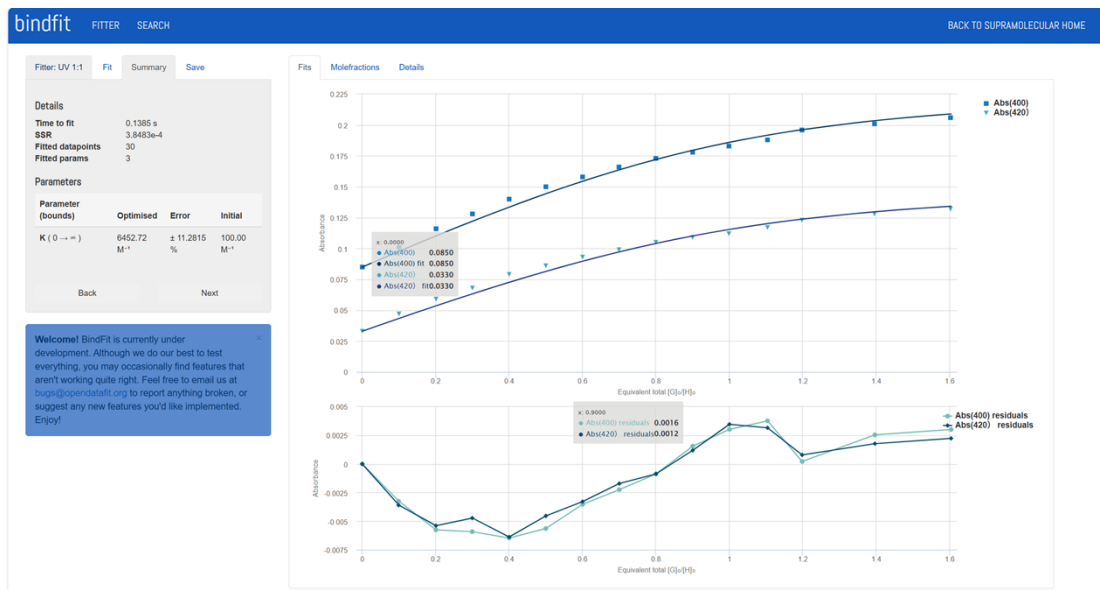 bindfit FITTER SEARCH BACK TO SUPRAMOLECULAR HOME
Fitter: UV 1:1 Fit Summary Save
Details
Time to fit 0.1385 s
SSR 3.8483e-4
Fitted datapoints 30
Fitted params 3
Parameters
Parameter
(bounds) Optimised Error Initial
K ( 0 → ∞ ) 6452.72 ± 11.2815 100.00
M⁻¹ % M⁻¹
Back Next
Welcome! BindFit is currently under
development. Although we do our best to test
everything, you may occasionally find features that
aren't working quite right. Feel free to email us at
bugs@opendatafit.org to report anything broken, or
suggest any new features you'd like implemented.
Enjoy!
×
Fits Molefractions Details
Abs(400)
Abs(420)
Absorbance
0.225
0.2
0.175
0.15
0.125
0.1
0.075
0.05
0.025
0
x: 0.0000
Abs(400) 0.0850
Abs(400) fit 0.0850
Abs(420) 0.0330
Abs(420) fit0.0330
0 0.2 0.4 0.6 0.8 1 1.2 1.4 1.6
Equivalent total [G]₀/[H]₀
Abs(400) residuals
Abs(420) residuals
Absorbance
0.005
0.0025
0
-0.0025
-0.005
-0.0075
x: 0.9000
Abs(400) residuals 0.0016
Abs(420) residuals0.0012
0 0.2 0.4 0.6 0.8 1 1.2 1.4 1.6
Equivalent total [G]₀/[H]₀